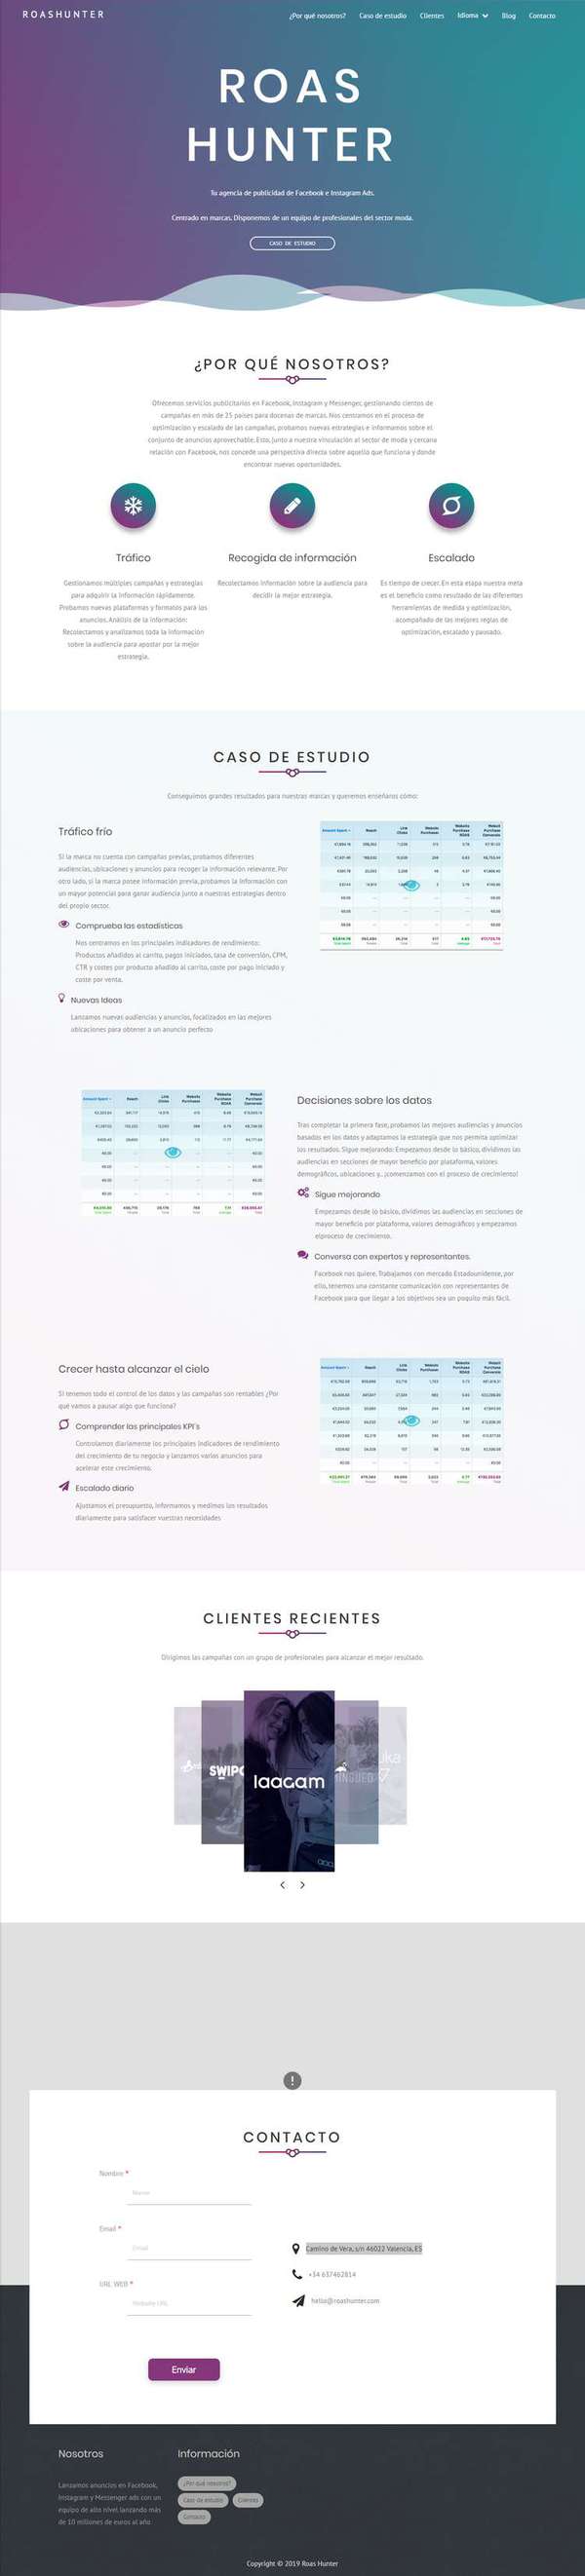 ROASHUNTER
¿Por qué nosotros? Caso de estudio Clientes Idioma Blog Contacto
ROAS
HUNTER
Tu agencia de publicidad de Facebook e Instagram Ads.
Centrado en marcas. Disponemos de un equipo de profesionales del sector moda.
CASO DE ESTUDIO
¿POR QUÉ NOSOTROS?
Ofrecemos servicios publicitarios en Facebook, Instagram y Messenger, gestionando cientos de
campañas en más de 25 países para docenas de marcas. Nos centramos en el proceso de
optimización y escalado de las campañas, probamos nuevas estrategias e informamos sobre el
conjunto de anuncios aprovechable. Esto, junto a nuestra vinculación al sector de moda y cercana
relación con Facebook, nos concede una perspectiva directa sobre aquello que funciona y donde
encontrar nuevas oportunidades.
Tráfico
Gestionamos múltiples campañas y estrategias
para adquirir la información rápidamente.
Probamos nuevas plataformas y formatos para las
anuncios. Análisis de la información:
Recolectamos y analizamos toda la información
sobre la audiencia para apostar por la mejor
estrategia.
Recogida de información
Recolectamos información sobre la audiencia para
decidir la mejor estrategia.
Escalado
Es tiempo de crecer. En esta etapa nuestra meta
es el beneficio como resultado de las diferentes
herramientas de medida y optimización,
acompañado de las mejores reglas de
optimización, escalado y pausado.
CASO DE ESTUDIO
Conseguimos grandes resultados para nuestras marcas y queremos enseñaros cómo:
Tráfico frío
Si la marca no cuenta con campañas previas, probamos diferentes
audiencias, ubicaciones y anuncios para recoger la información relevante. Por
otro lado, si la marca posee información previa, probamos la información con
un mayor potencial para ganar audiencia junto a nuestras estrategias dentro
del propio sector.
Comprueba las estadísticas
Nos centramos en los principales indicadores de rendimiento:
Productos añadidos al carrito, pagos iniciados, tasa de conversión, CPM,
CTR y costes por producto añadido al carrito, coste por pago iniciado y
coste por venta.
Nuevas Ideas
Lanzamos nuevas audiencias y anuncios, focalizados en las mejores
ubicaciones para obtener a un anuncio perfecto
Decisiones sobre los datos
Tras completar la primera fase, probamos las mejores audiencias y anuncios
basados en los datos y adaptamos la estrategia que nos permita optimizar
los resultados. Sigue mejorando: Empezamos desde lo básico, dividimos las
audiencias en secciones de mayor beneficio por plataforma, valores
demográficos, ubicaciones y... ¡comenzamos con el proceso de crecimiento!
Sigue mejorando
Empezamos desde lo básico, dividimos las audiencias en secciones de
mayor beneficio por plataforma, valores demográficos y empezamos
elproceso de crecimiento.
Conversa con expertos y representantes.
Facebook nos quiere. Trabajamos con mercado Estadounidente, por
ello, tenemos una constante comunicación con representantes de
Facebook para que llegar a los objetivos sea un poquito más fácil.
Crecer hasta alcanzar el cielo
Si tenemos todo el control de los datos y las campañas son rentables ¿Por
qué vamos a pausar algo que funciona?
Comprender las principales KPI's
Controlamos diariamente los principales indicadores de rendimiento
del crecimiento de tu negocio y lanzamos varios anuncios para
acelerar este crecimiento.
Escalado diario
Ajustamos el presupuesto, informamos y medimos los resultados
diariamente para satisfacer vuestras necesidades
CLIENTES RECIENTES
Dirigimos las campañas con un grupo de profesionales para alcanzar el mejor resultado.
laagam
CONTACTO
Nombre *
Name
Email *
Email
URL WEB *
Website URL
Enviar
Camino de Vera, s/n 46022 Valencia, ES
+34 637462814
hello@roashunter.com
Nosotros
Lanzamos anuncios en Facebook,
Instagram y Messenger ads con un
equipo de alto nivel lanzando más
de 10 millones de euros al año
Información
¿Por qué nosotros?
Caso de estudio Clientes
Contacto
Copyright © 2019 Roas Hunter